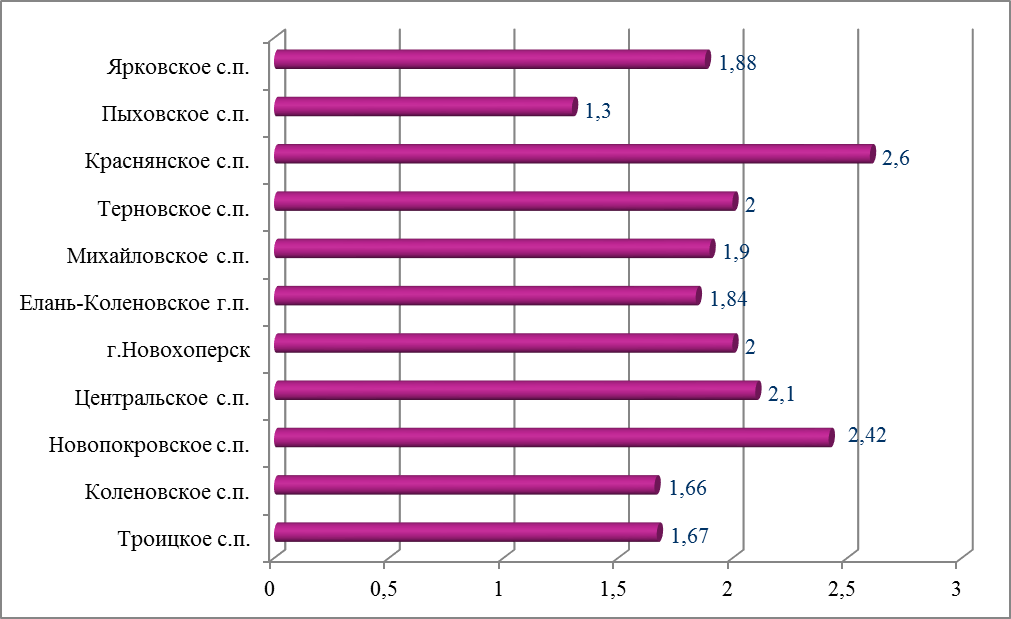 Ярковское с.п. 1,88
Пыховское с.п. 1,3
Краснянское с.п. 2,6
Терновское с.п. 2
Михайловское с.п. 1,9
Елань-Коленовское г.п. 1,84
г.Новохоперск 2
Центральское с.п. 2,1
Новопокровское с.п. 2,42
Коленовское с.п. 1,66
Троицкое с.п. 1,67
0 0,5 1 1,5 2 2,5 3